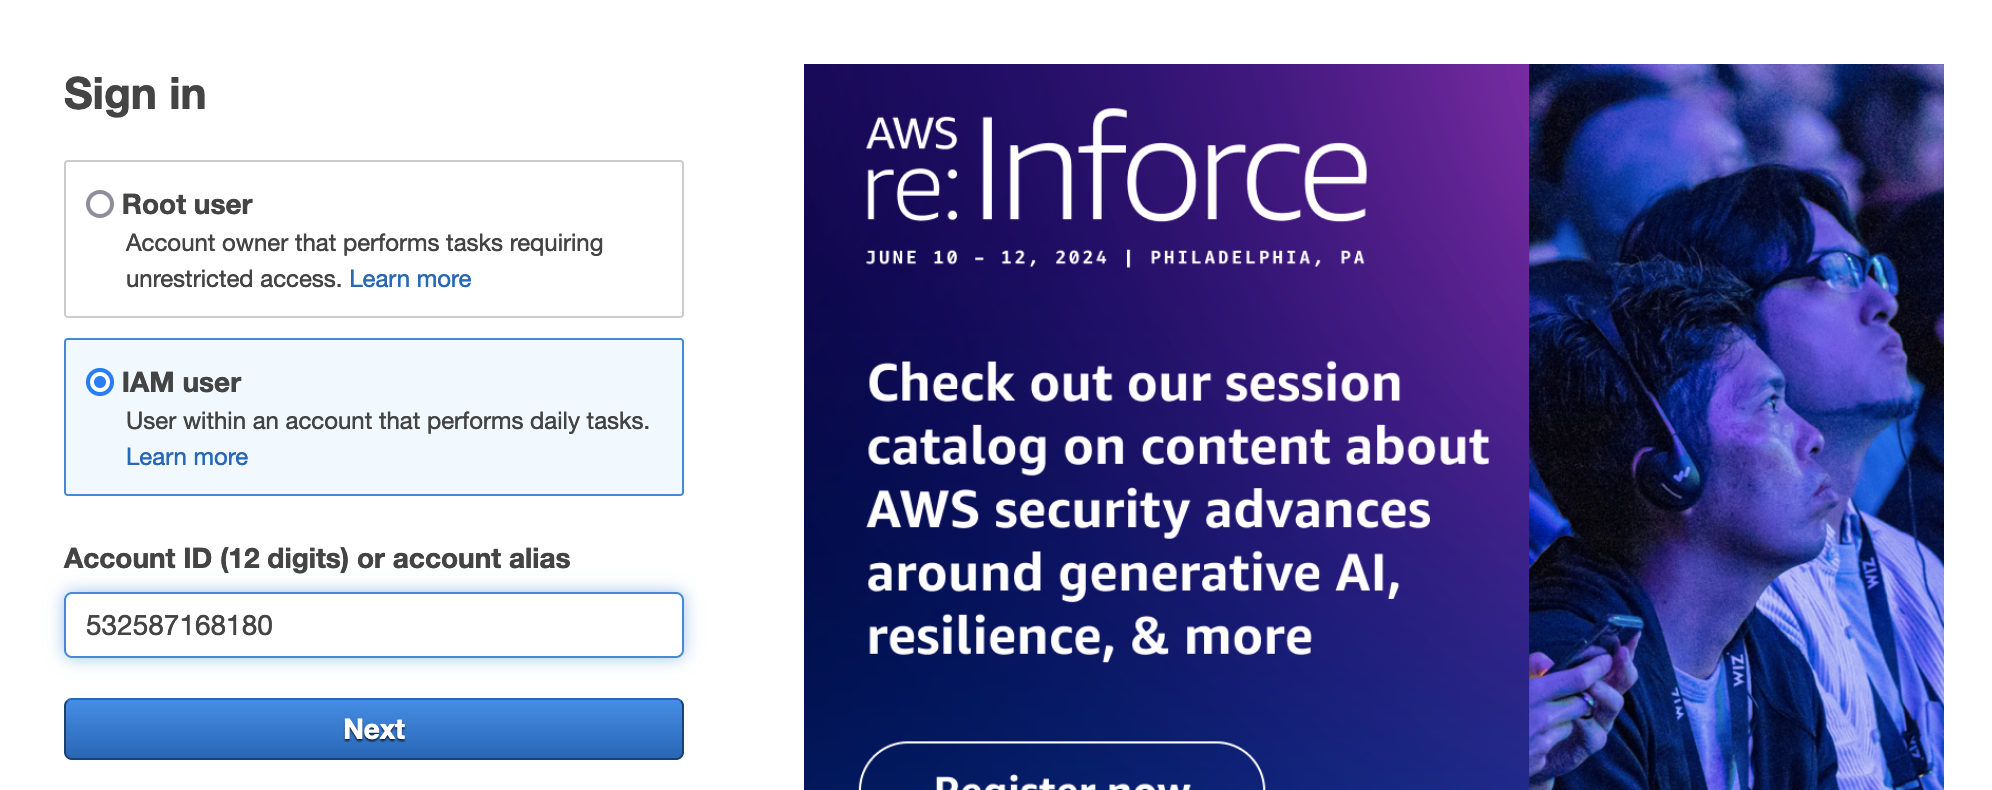 Sign in
Root user
Account owner that performs tasks requiring
unrestricted access. Learn more
IAM user
User within an account that performs daily tasks.
Learn more
Account ID (12 digits) or account alias
532587168180
Next
AWS
re:Inforce
JUNE 10 – 12, 2024 | PHILADELPHIA, PA
Check out our session
catalog on content about
AWS security advances
around generative AI,
resilience, & more
Register now
WIZ
WIZ
WIZ